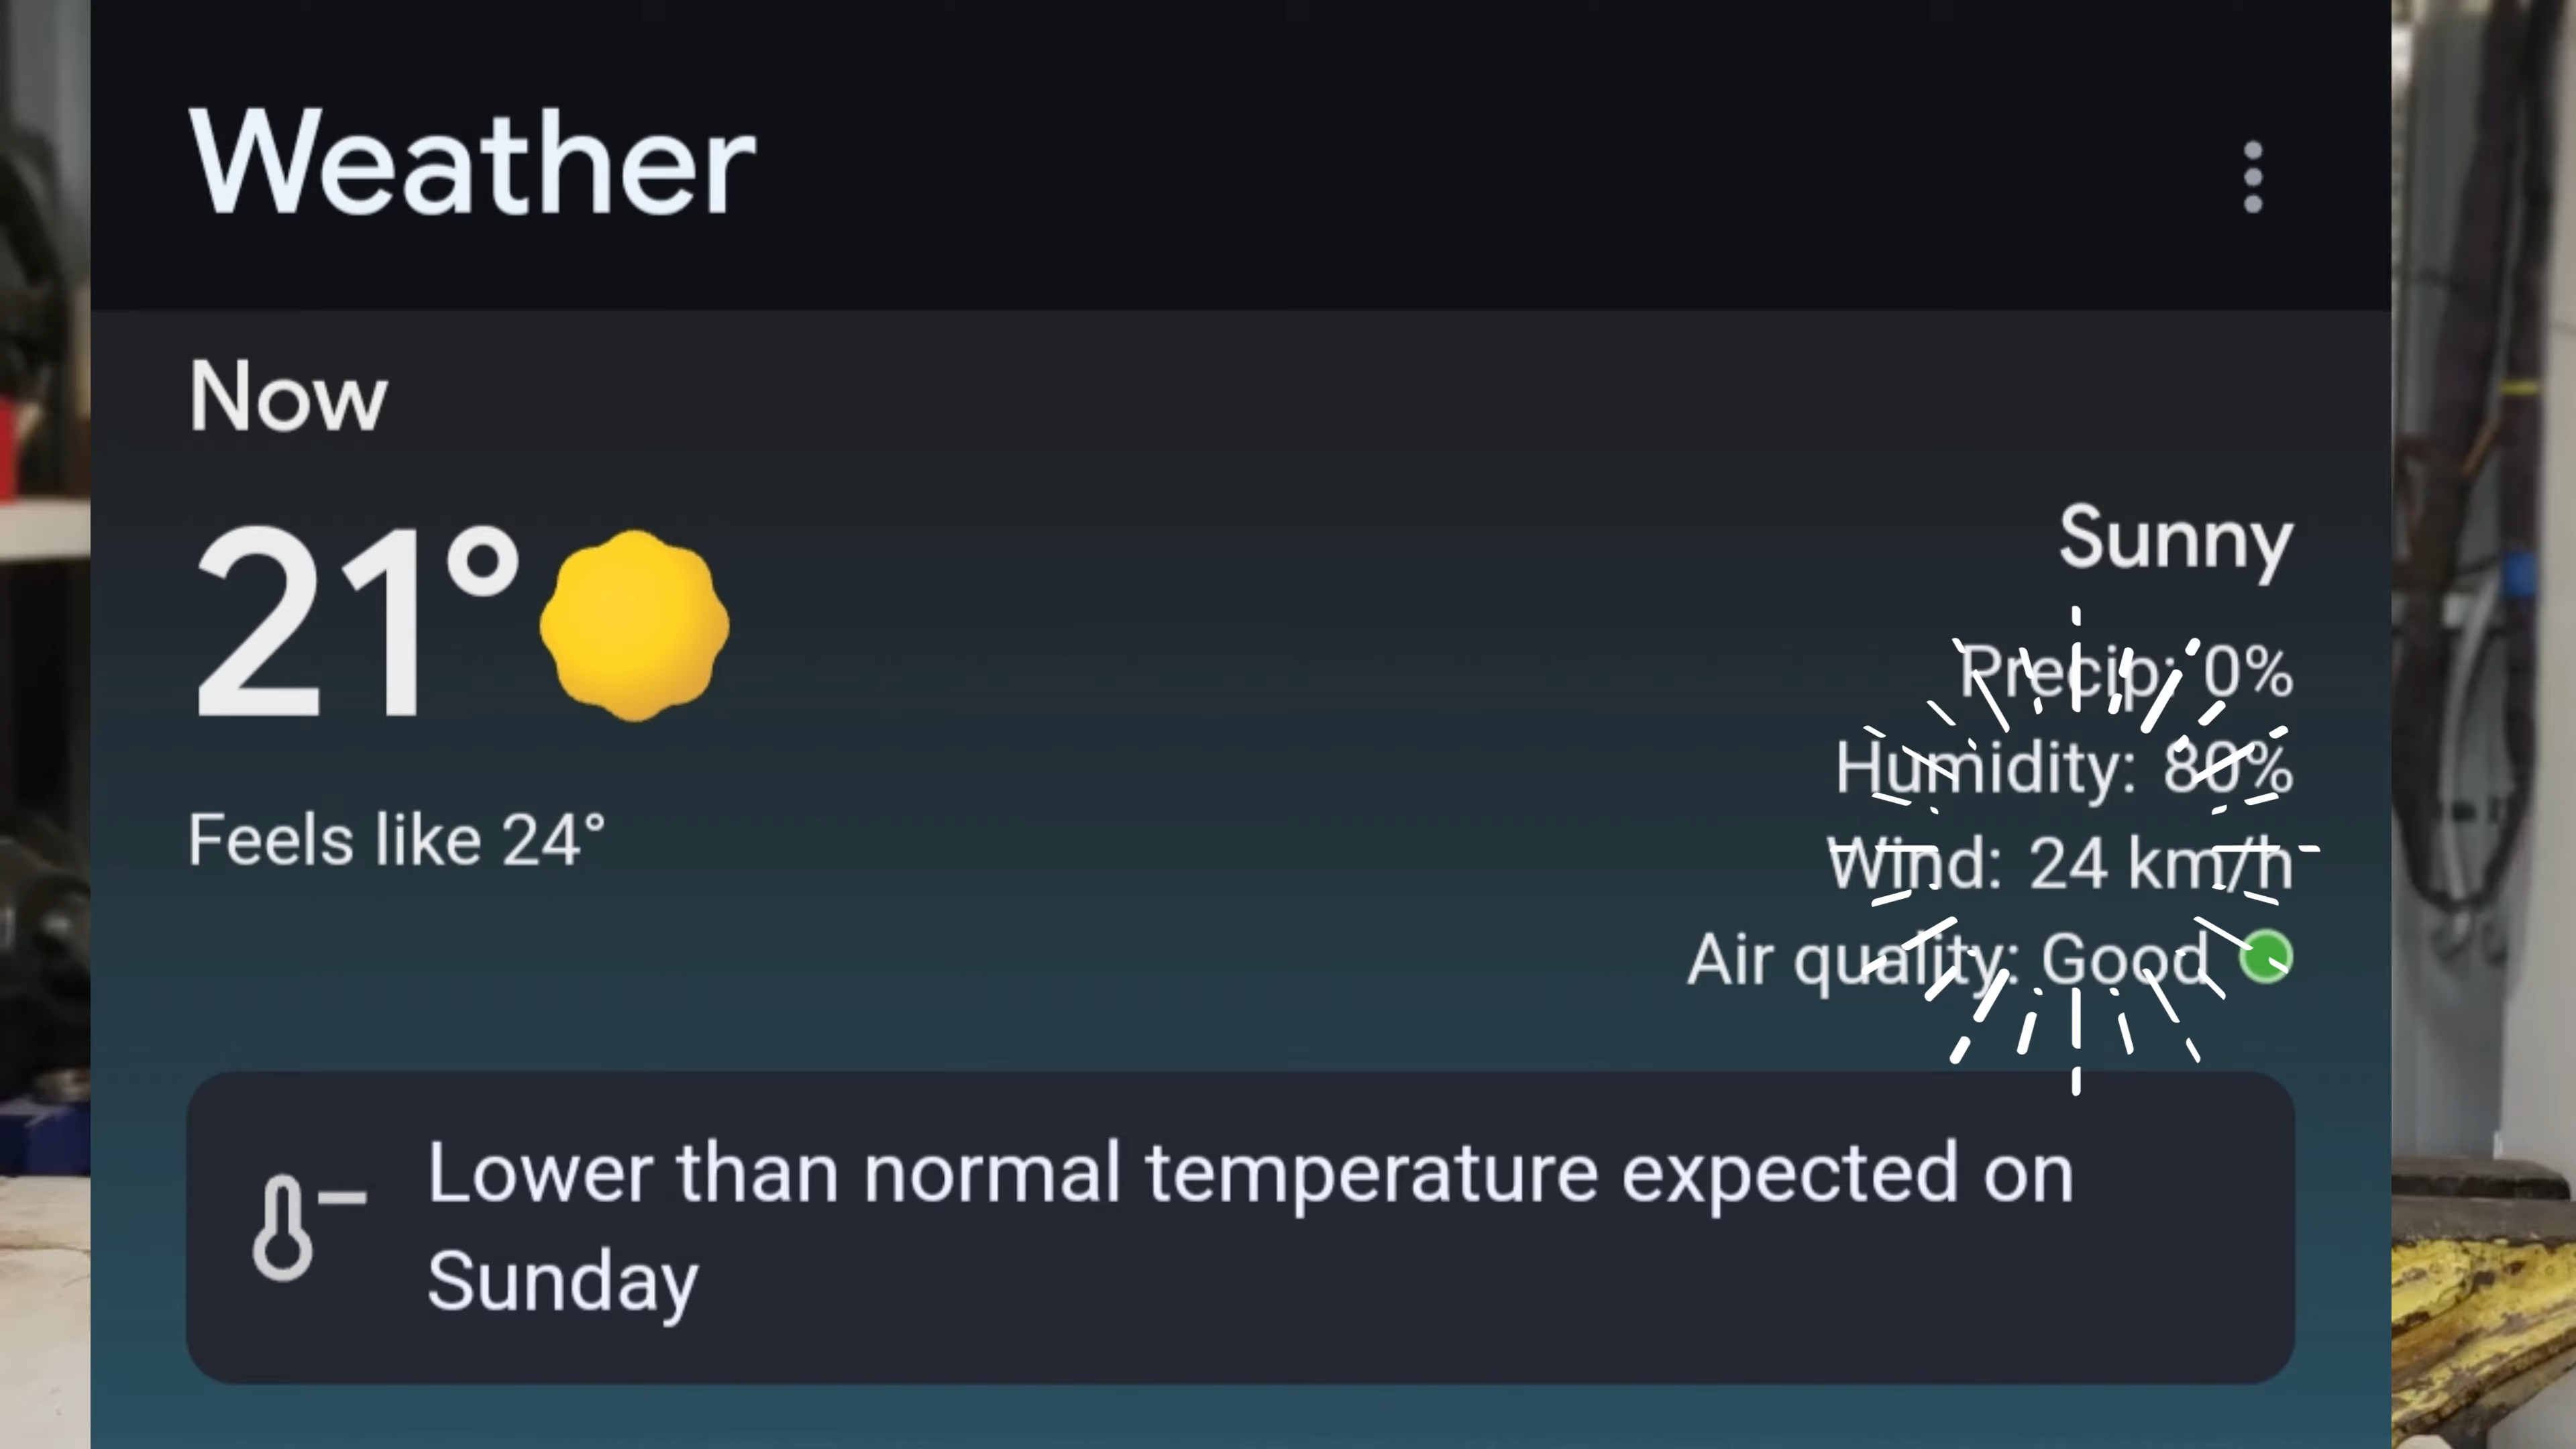 Weather
Now
21°
Feels like 24°
Sunny
Precip: 0%
Humidity: 80%
Wind: 24 km/h
Air quality: Good
Lower than normal temperature expected on
Sunday